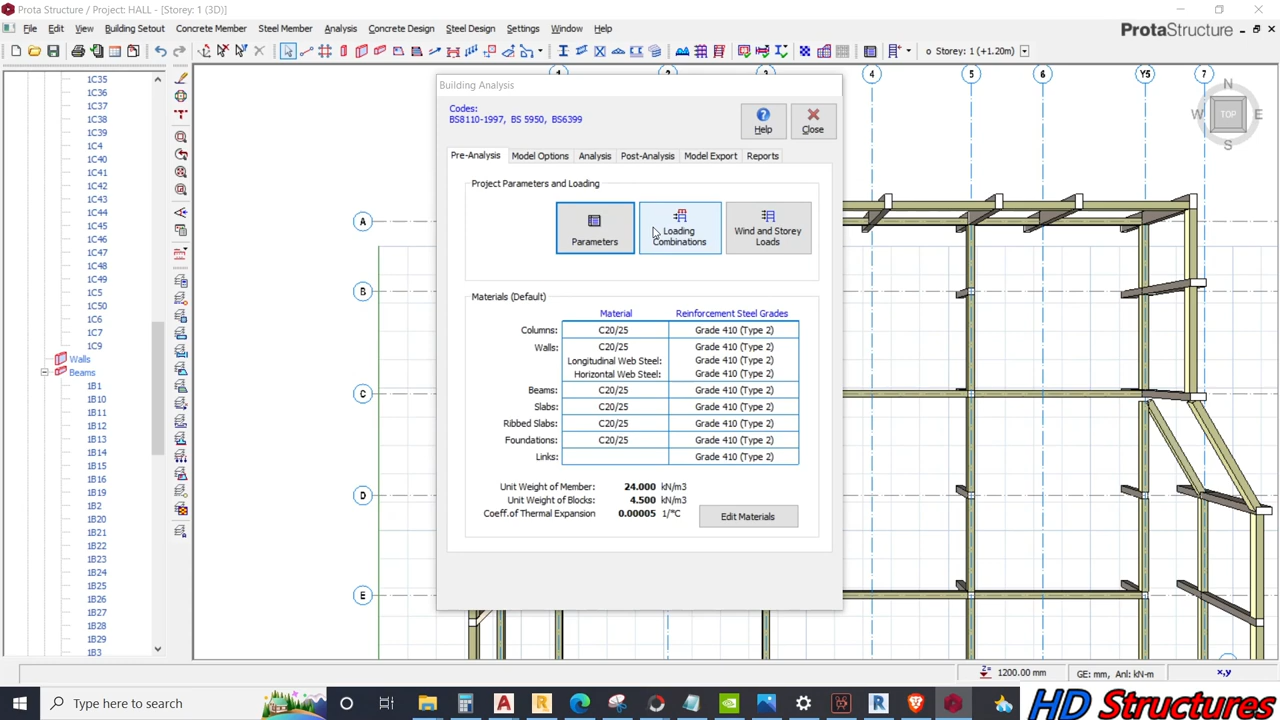 Prota Structure / Project: HALL - [Storey: 1 (3D)]
File Edit View Building Setout Concrete Member Steel Member Analysis Concrete Design Steel Design Settings Window Help
ProtaStructure
Storey: 1 (+1.20m)
1C35
1C36
1C37
1C38
1C39
1C4
1C40
1C41
1C42
1C43
1C44
1C45
1C46
1C47
1C48
1C49
1C5
1C50
1C6
1C7
1C9
Walls
Beams
1B1
1B10
1B11
1B12
1B13
1B14
1B15
1B16
1B19
1B2
1B20
1B21
1B22
1B23
1B24
1B25
1B26
1B27
1B28
1B29
1B3
1 2 3 4 5 6 Y5 7
A
B
C
D
E
N
W TOP E
S
Building Analysis
Codes:
BS8110-1997, BS 5950, BS6399
Help
Close
Pre-Analysis Model Options Analysis Post-Analysis Model Export Reports
Project Parameters and Loading
Parameters
Loading
Combinations
Wind and Storey
Loads
Materials (Default)
Material Reinforcement Steel Grades
Columns: C20/25 Grade 410 (Type 2)
Walls: C20/25 Grade 410 (Type 2)
Longitudinal Web Steel: Grade 410 (Type 2)
Horizontal Web Steel: Grade 410 (Type 2)
Beams: C20/25 Grade 410 (Type 2)
Slabs: C20/25 Grade 410 (Type 2)
Ribbed Slabs: C20/25 Grade 410 (Type 2)
Foundations: C20/25 Grade 410 (Type 2)
Links: Grade 410 (Type 2)
Unit Weight of Member: 24.000 kN/m3
Unit Weight of Blocks: 4.500 kN/m3
Coeff.of Thermal Expansion 0.00005 1/°C
Edit Materials
Z= 1200.00 mm
GE: mm, Anl: kN-m
x,y
Type here to search
HD Structures